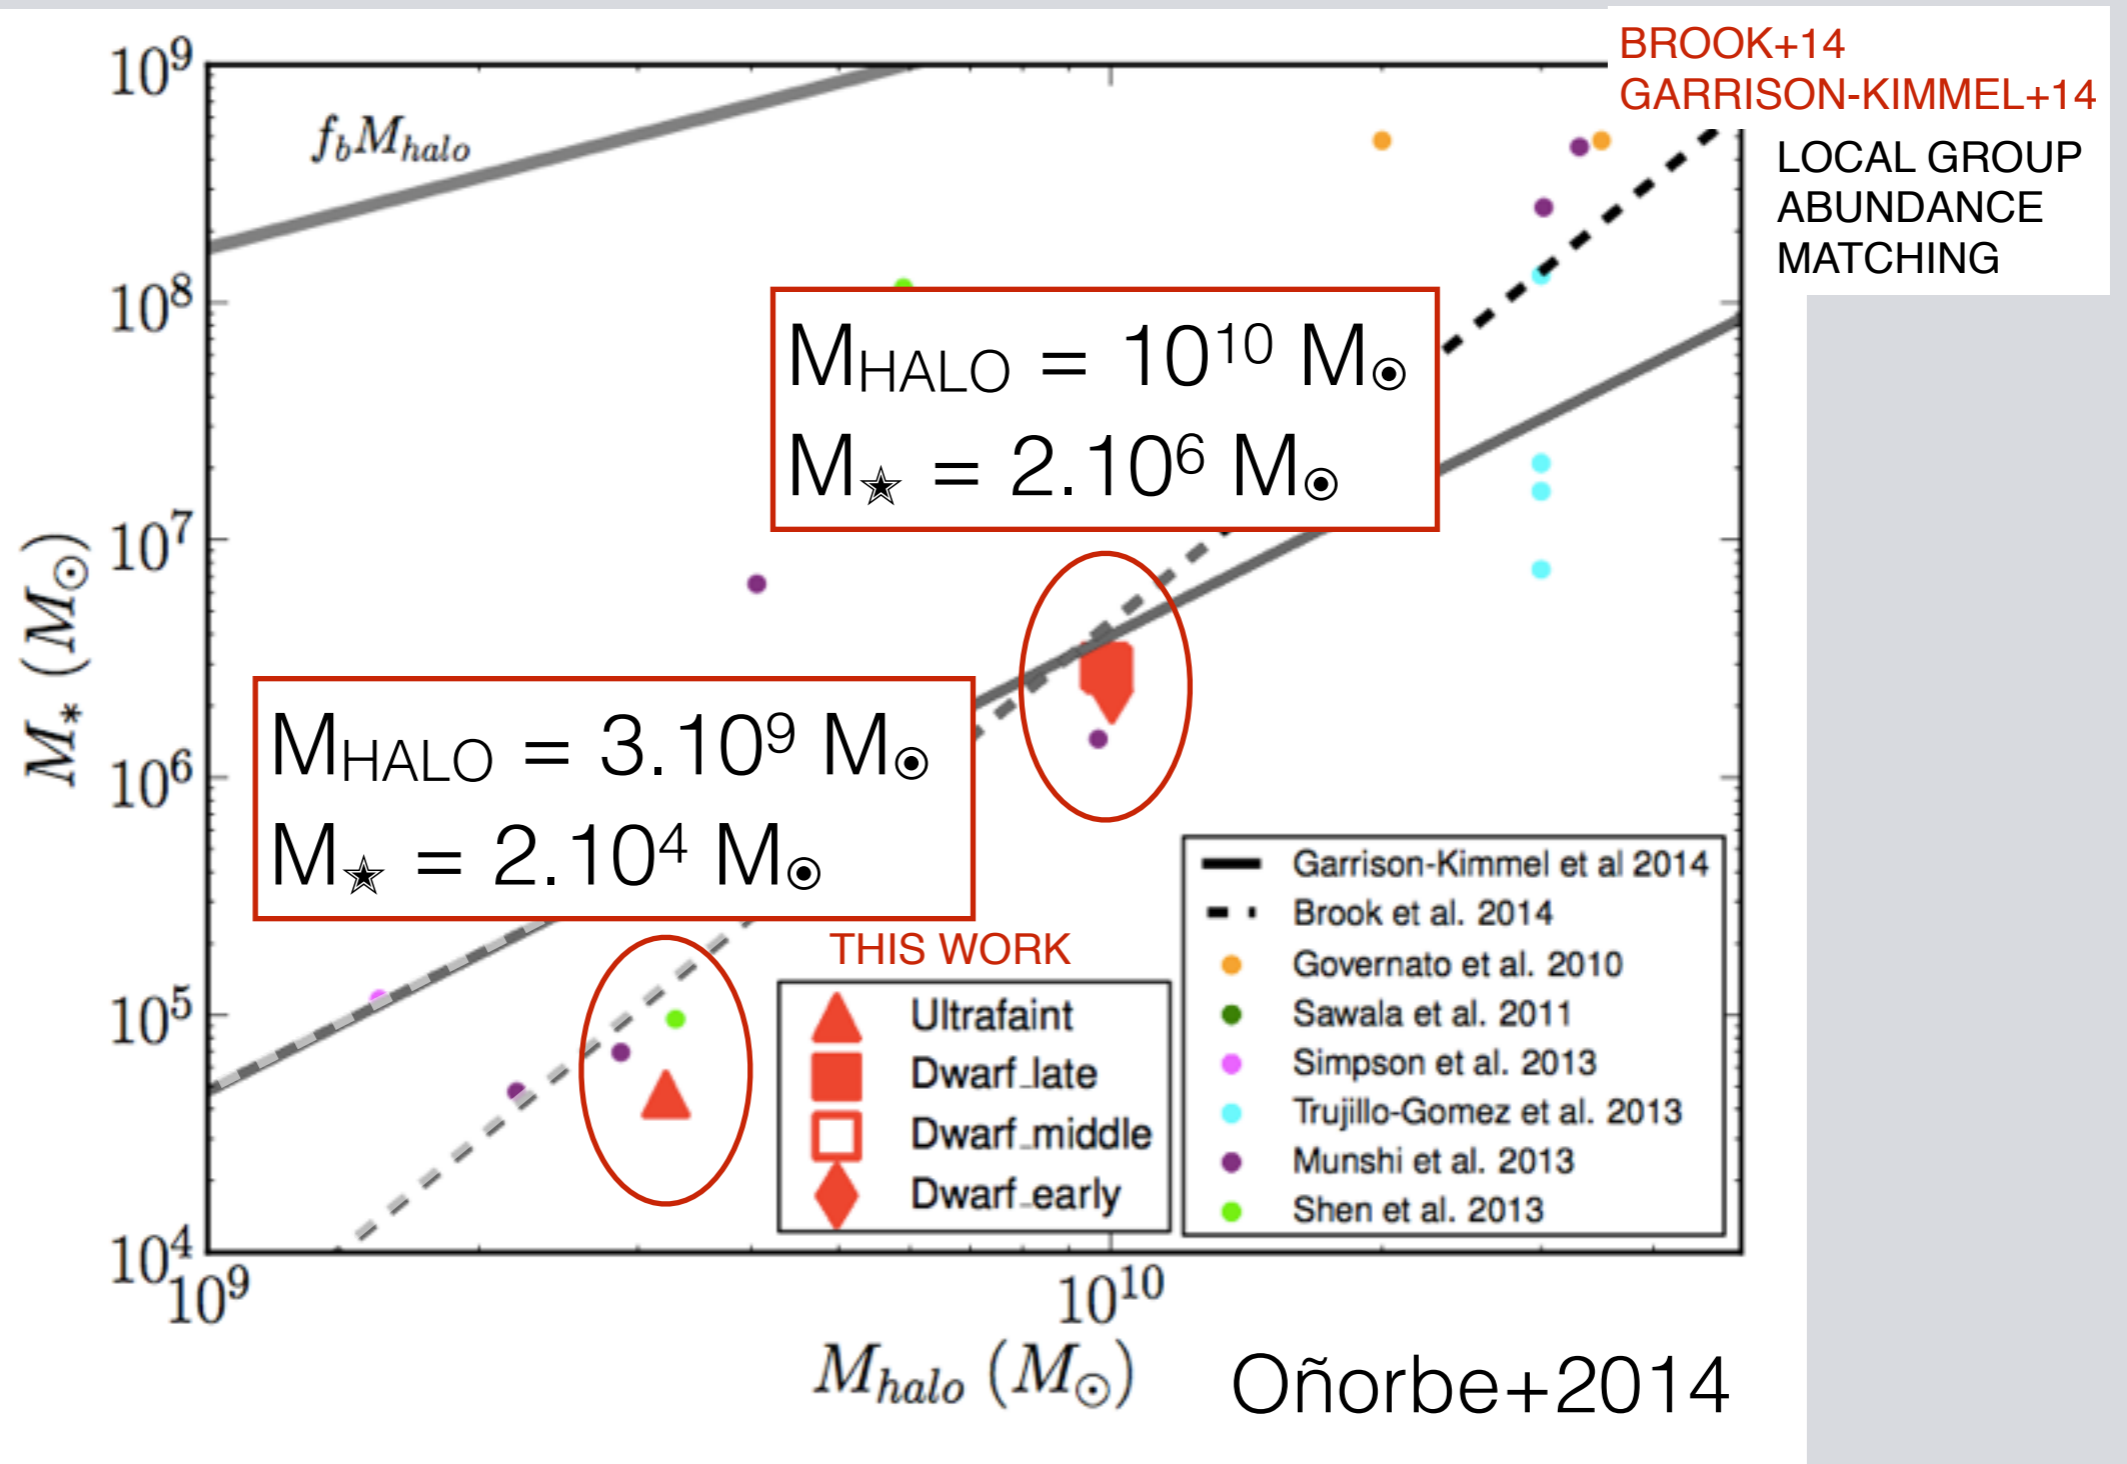 BROOK+14
GARRISON-KIMMEL+14
LOCAL GROUP
ABUNDANCE
MATCHING
10⁹
f_bM_halo
10⁸
M_HALO = 10¹⁰ M☉
M★ = 2.10⁶ M☉
10⁷
M_* (M☉)
M_HALO = 3.10⁹ M☉
M★ = 2.10⁴ M☉
10⁶
Garrison-Kimmel et al 2014
Brook et al. 2014
Governato et al. 2010
Sawala et al. 2011
Simpson et al. 2013
Trujillo-Gomez et al. 2013
Munshi et al. 2013
Shen et al. 2013
THIS WORK
Ultrafaint
Dwarf_late
Dwarf_middle
Dwarf_early
10⁵
10⁴
10⁹
10¹⁰
M_halo (M☉)
Oñorbe+2014